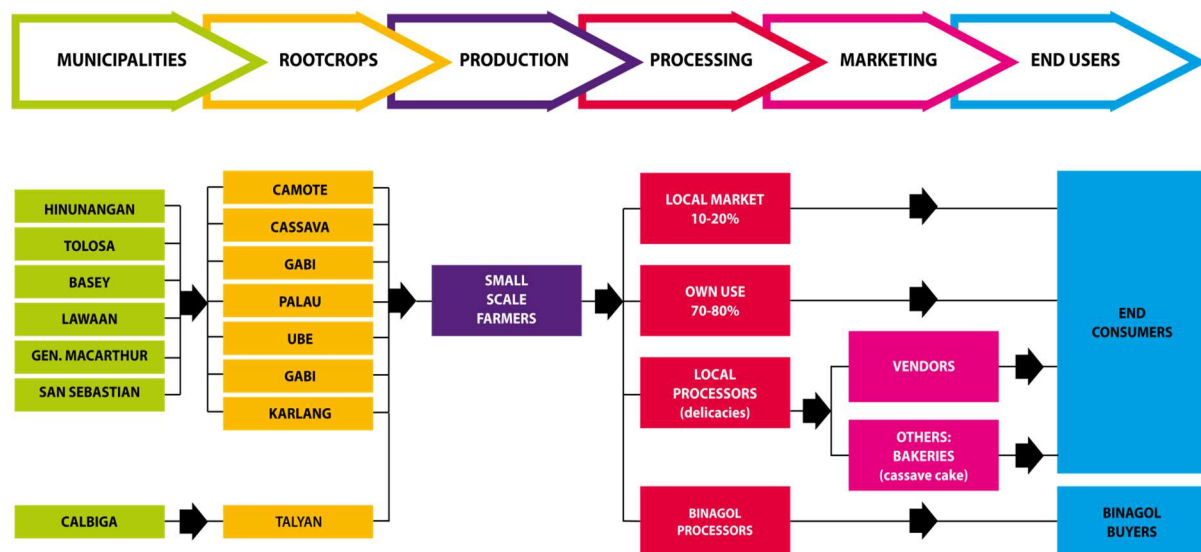 MUNICIPALITIES
ROOTCROPS
PRODUCTION
PROCESSING
MARKETING
END USERS
HINUNANGAN
TOLOSA
BASEY
LAWAAN
GEN. MACARTHUR
SAN SEBASTIAN
CALBIGA
CAMOTE
CASSAVA
GABI
PALAU
UBE
GABI
KARLANG
TALYAN
SMALL
SCALE
FARMERS
LOCAL MARKET
10-20%
OWN USE
70-80%
LOCAL
PROCESSORS
(delicacies)
BINAGOL
PROCESSORS
VENDORS
OTHERS:
BAKERIES
(cassave cake)
END
CONSUMERS
BINAGOL
BUYERS